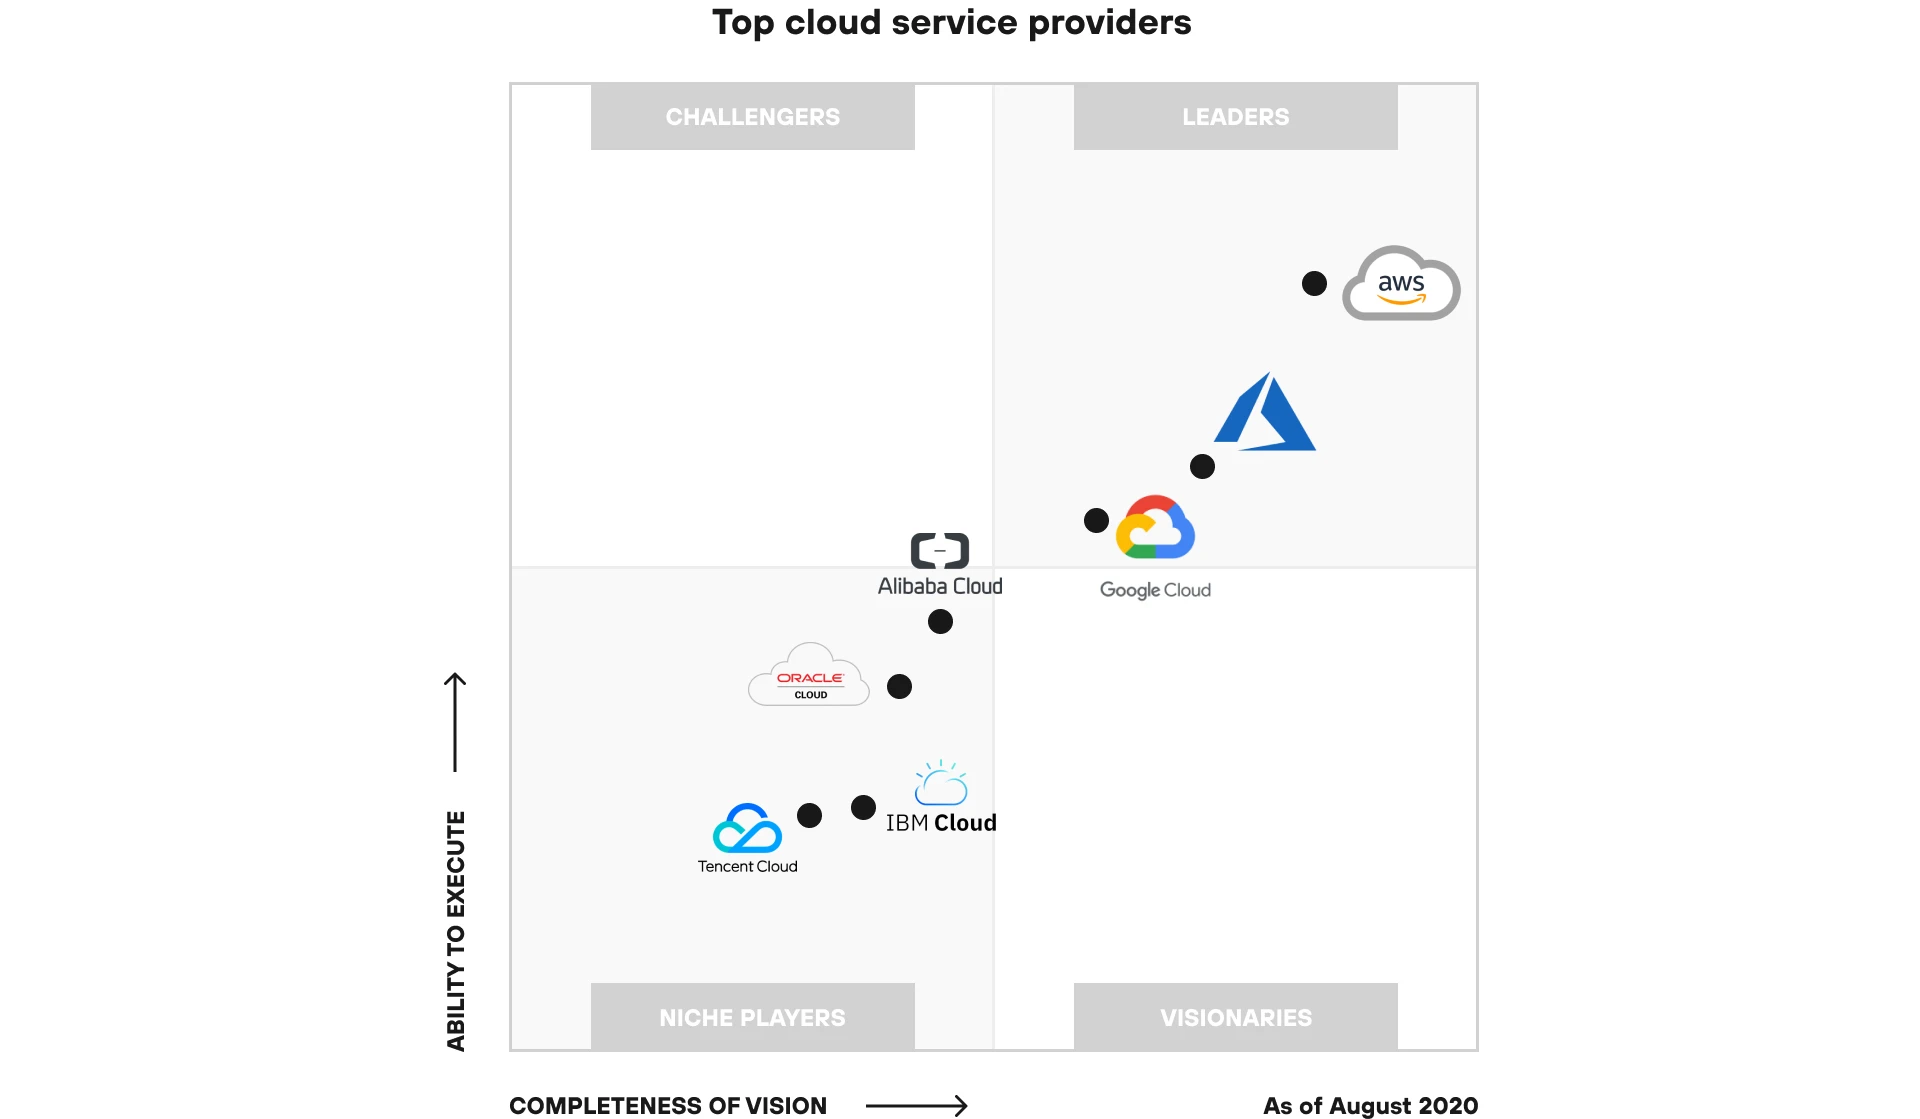 Top cloud service providers
CHALLENGERS
LEADERS
aws
Alibaba Cloud
Google Cloud
ORACLE
CLOUD
IBM Cloud
Tencent Cloud
ABILITY TO EXECUTE
NICHE PLAYERS
VISIONARIES
COMPLETENESS OF VISION
As of August 2020